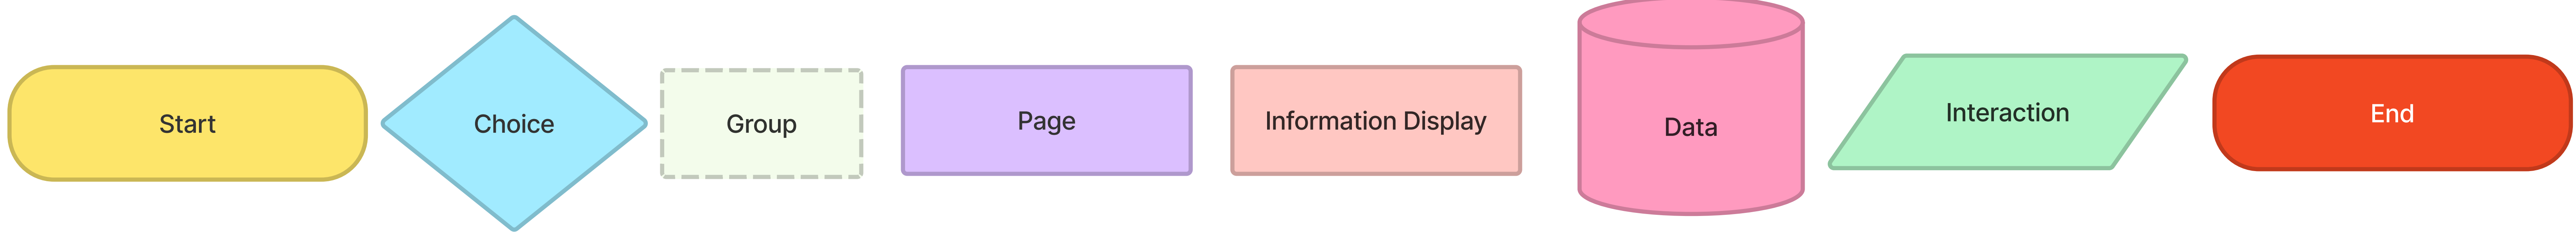 Start
Choice
Group
Page
Information Display
Data
Interaction
End